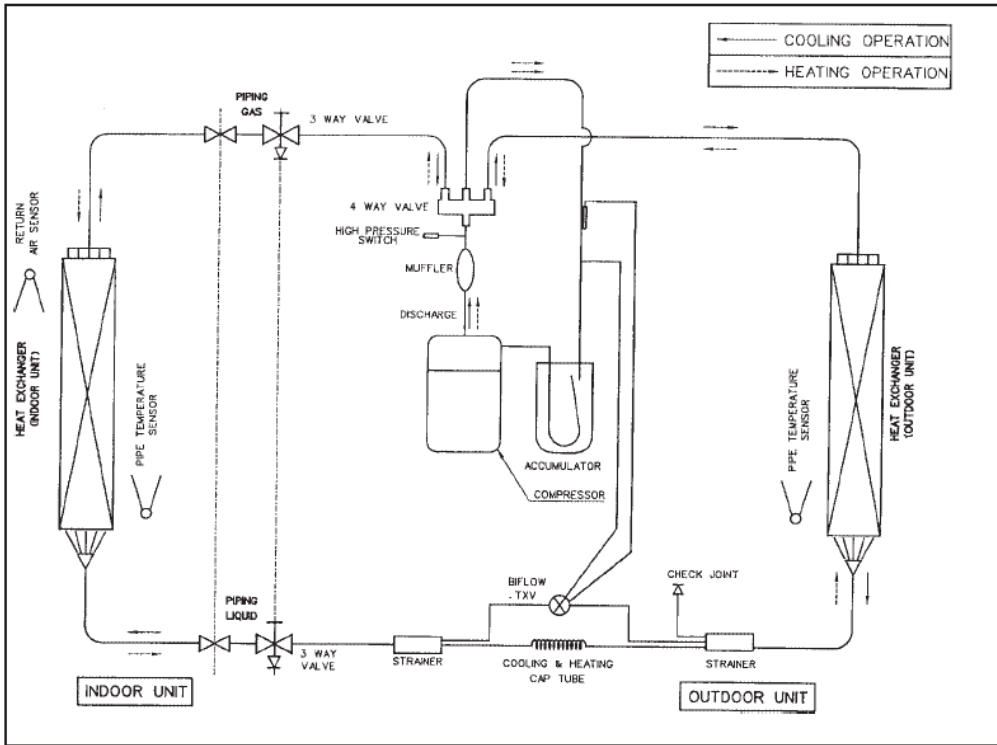 COOLING OPERATION
HEATING OPERATION
PIPING
GAS
3 WAY VALVE
4 WAY VALVE
HIGH PRESSURE
SWITCH
MUFFLER
DISCHARGE
RETURN
AIR SENSOR
HEAT EXCHANGER
(INDOOR UNIT)
PIPE TEMPERATURE
SENSOR
ACCUMULATOR
COMPRESSOR
PIPE TEMPERATURE
SENSOR
HEAT EXCHANGER
(OUTDOOR UNIT)
PIPING
LIQUID
3 WAY
VALVE
STRAINER
BIFLOW
.TXV
COOLING & HEATING
CAP TUBE
CHECK JOINT
STRAINER
INDOOR UNIT
OUTDOOR UNIT